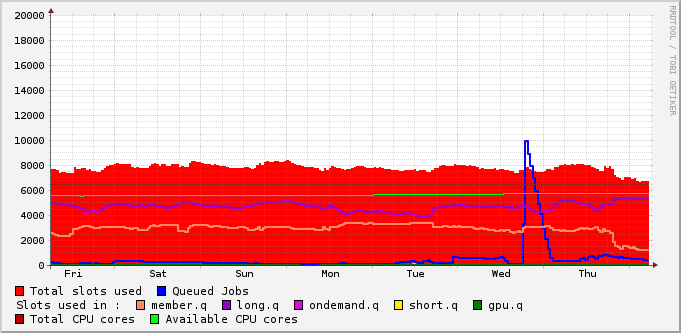 20000
18000
16000
14000
12000
10000
8000
6000
4000
2000
0
Fri Sat Sun Mon Tue Wed Thu
Total slots used Queued Jobs
Slots used in : member.q long.q ondemand.q short.q gpu.q
Total CPU cores Available CPU cores
RRDTOOL / TOBI OETIKER